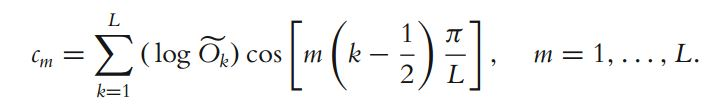 c_m = \sum_{k=1}^{L} (\log \widetilde{O}_k) \cos \left[ m \left( k - \frac{1}{2} \right) \frac{\pi}{L} \right], \quad m = 1, \ldots, L.